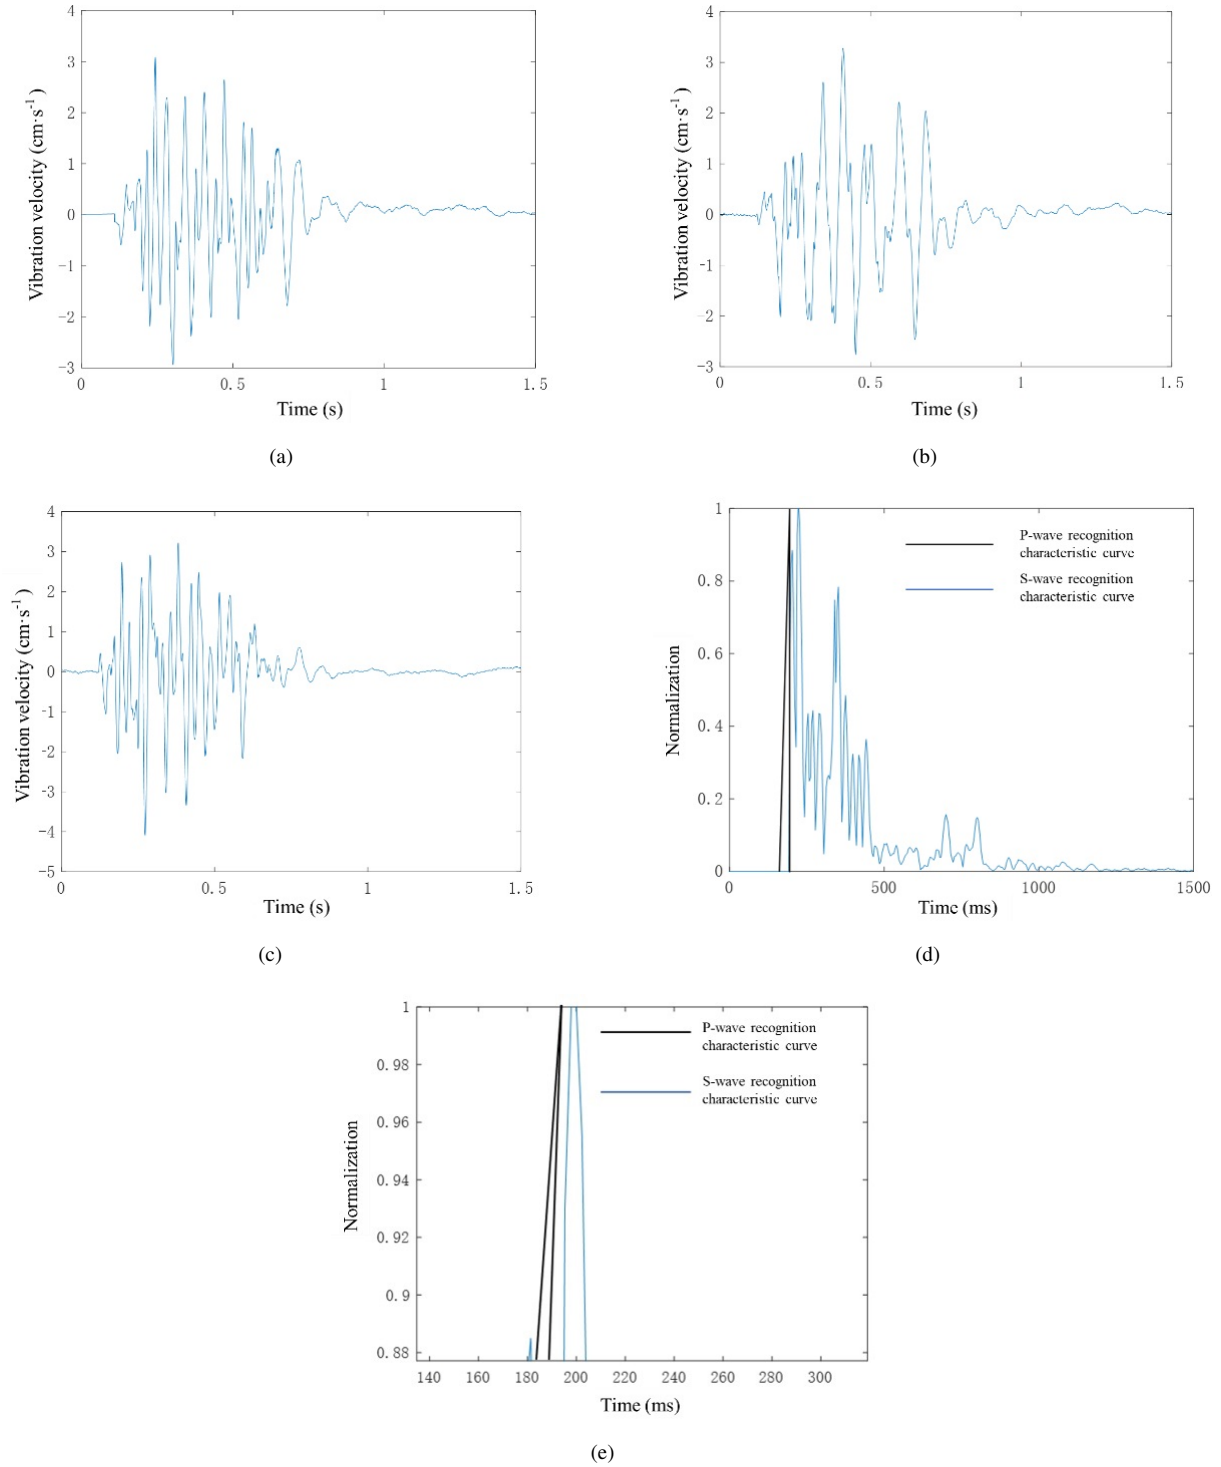 4
3
2
1
0
−1
−2
−3
0
0.5
1
1.5
Vibration velocity (cm·s-1)
Time (s)
(a)
4
3
2
1
0
−1
−2
−3
0
0.5
1
1.5
Vibration velocity (cm·s-1)
Time (s)
(b)
4
3
2
1
0
−1
−2
−3
−4
−5
0
0.5
1
1.5
Vibration velocity (cm·s-1)
Time (s)
(c)
1
0.8
0.6
0.4
0.2
0
0
500
1000
1500
Normalization
Time (ms)
P-wave recognition
characteristic curve
S-wave recognition
characteristic curve
(d)
1
0.98
0.96
0.94
0.92
0.9
0.88
140 160 180 200 220 240 260 280 300
Normalization
Time (ms)
P-wave recognition
characteristic curve
S-wave recognition
characteristic curve
(e)